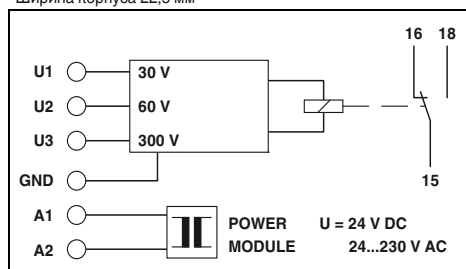 Ширина корпуса 22,5 мм
16 18
U1 30 V
U2 60 V
U3 300 V
GND
15
A1
A2
POWER U = 24 V DC
MODULE 24...230 V AC